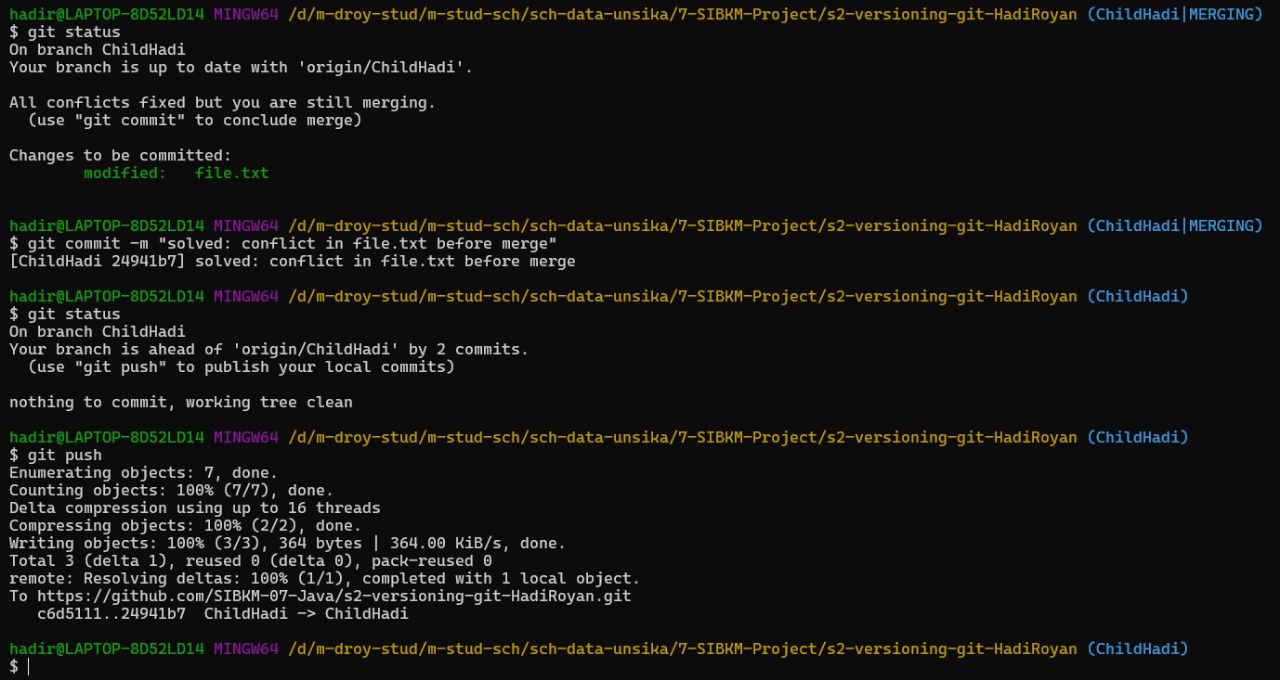 hadir@LAPTOP-8D52LD14 MINGW64 /d/m-droy-stud/m-stud-sch/sch-data-unsika/7-SIBKM-Project/s2-versioning-git-HadiRoyan (ChildHadi|MERGING)
$ git status
On branch ChildHadi
Your branch is up to date with 'origin/ChildHadi'.

All conflicts fixed but you are still merging.
  (use "git commit" to conclude merge)

Changes to be committed:
        modified:   file.txt


hadir@LAPTOP-8D52LD14 MINGW64 /d/m-droy-stud/m-stud-sch/sch-data-unsika/7-SIBKM-Project/s2-versioning-git-HadiRoyan (ChildHadi|MERGING)
$ git commit -m "solved: conflict in file.txt before merge"
[ChildHadi 24941b7] solved: conflict in file.txt before merge

hadir@LAPTOP-8D52LD14 MINGW64 /d/m-droy-stud/m-stud-sch/sch-data-unsika/7-SIBKM-Project/s2-versioning-git-HadiRoyan (ChildHadi)
$ git status
On branch ChildHadi
Your branch is ahead of 'origin/ChildHadi' by 2 commits.
  (use "git push" to publish your local commits)

nothing to commit, working tree clean

hadir@LAPTOP-8D52LD14 MINGW64 /d/m-droy-stud/m-stud-sch/sch-data-unsika/7-SIBKM-Project/s2-versioning-git-HadiRoyan (ChildHadi)
$ git push
Enumerating objects: 7, done.
Counting objects: 100% (7/7), done.
Delta compression using up to 16 threads
Compressing objects: 100% (2/2), done.
Writing objects: 100% (3/3), 364 bytes | 364.00 KiB/s, done.
Total 3 (delta 1), reused 0 (delta 0), pack-reused 0
remote: Resolving deltas: 100% (1/1), completed with 1 local object.
To https://github.com/SIBKM-07-Java/s2-versioning-git-HadiRoyan.git
   c6d5111..24941b7  ChildHadi -> ChildHadi

hadir@LAPTOP-8D52LD14 MINGW64 /d/m-droy-stud/m-stud-sch/sch-data-unsika/7-SIBKM-Project/s2-versioning-git-HadiRoyan (ChildHadi)
$